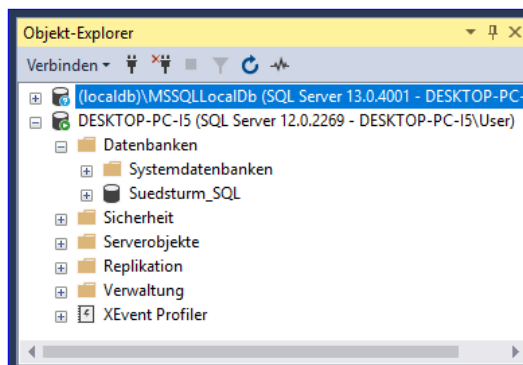 Objekt-Explorer
Verbinden
(localdb)\MSSQLLocalDb (SQL Server 13.0.4001 - DESKTOP-PC-
DESKTOP-PC-I5 (SQL Server 12.0.2269 - DESKTOP-PC-I5\User)
Datenbanken
Systemdatenbanken
Suedsturm_SQL
Sicherheit
Serverobjekte
Replikation
Verwaltung
XEvent Profiler